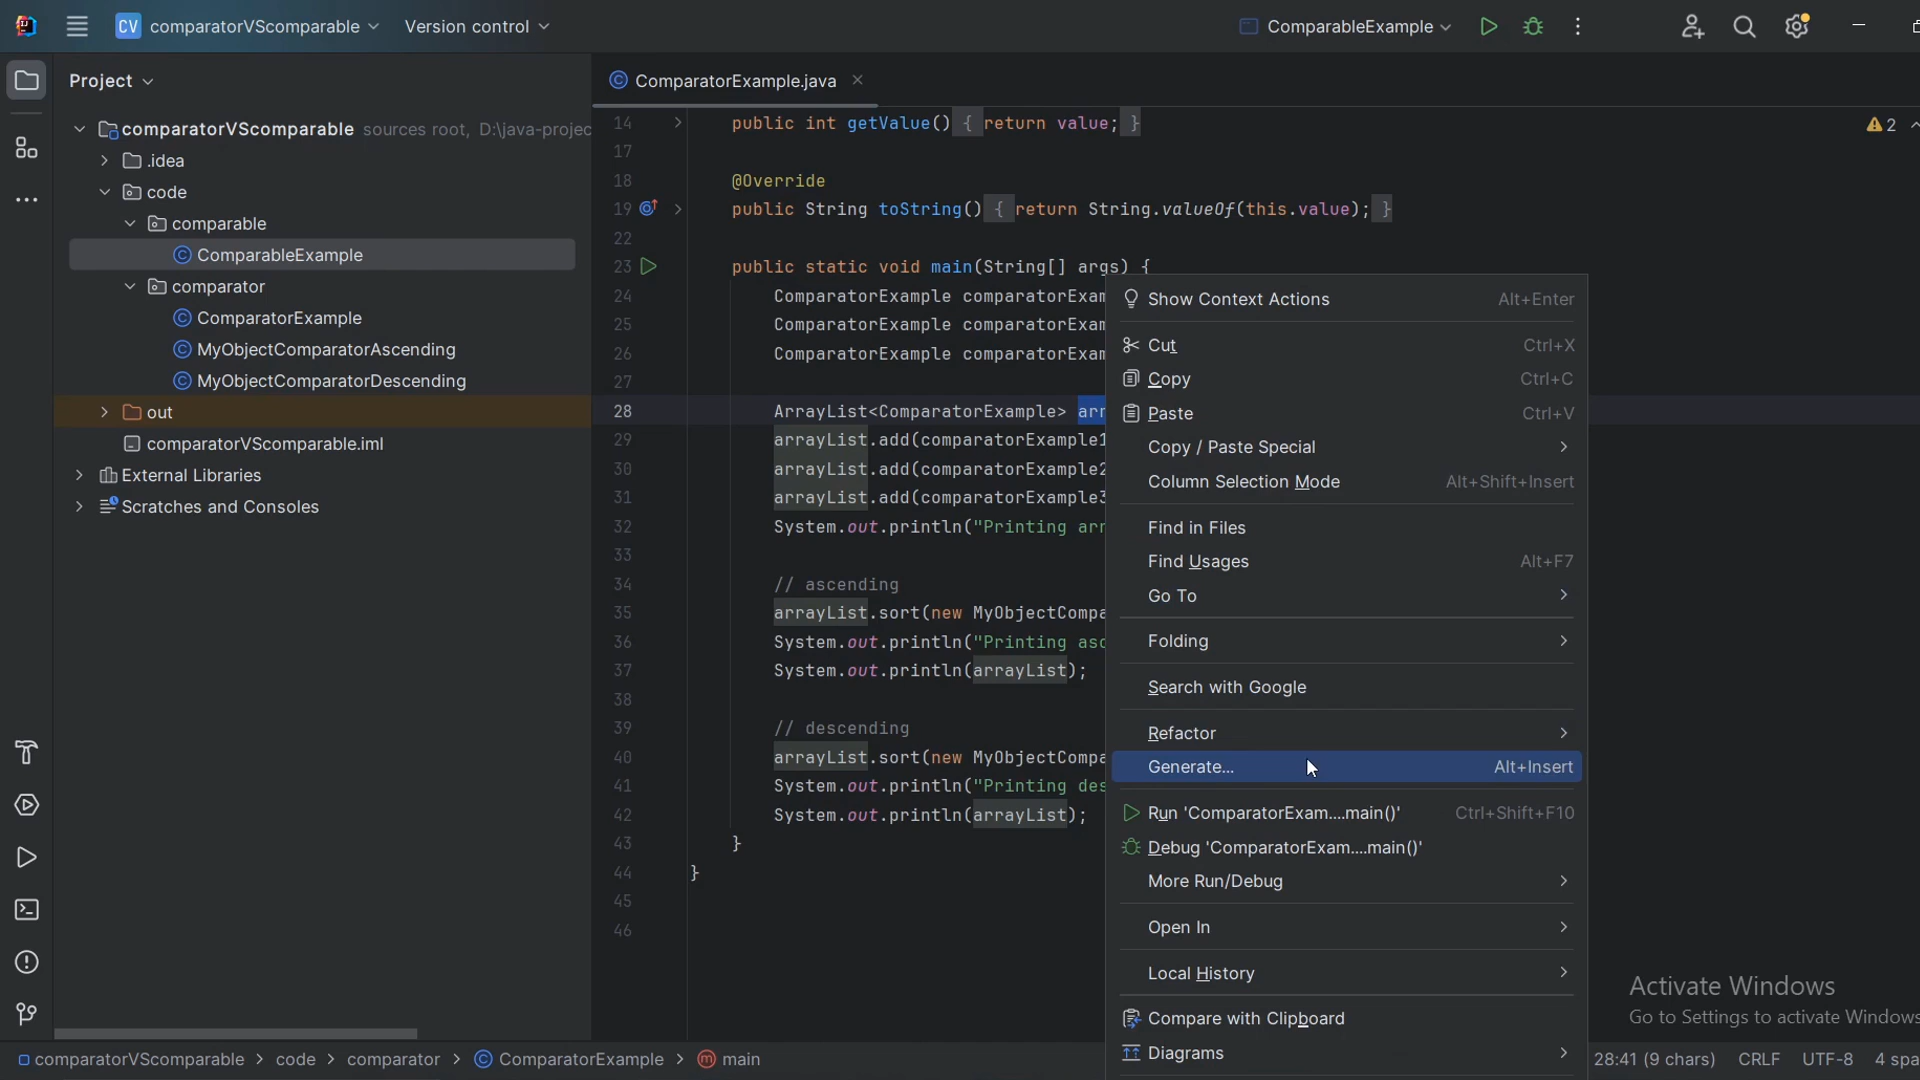 CV comparatorVScomparable Version control ComparableExample
Project
comparatorVScomparable sources root, D:\java-projec
.idea
code
comparable
ComparableExample
comparator
ComparatorExample
MyObjectComparatorAscending
MyObjectComparatorDescending
out
comparatorVScomparable.iml
External Libraries
Scratches and Consoles
ComparatorExample.java
2
14 public int getValue() { return value; }
17
18 @Override
19 public String toString() { return String.valueOf(this.value); }
22
23 public static void main(String[] args) {
24 ComparatorExample comparatorExam
25 ComparatorExample comparatorExam
26 ComparatorExample comparatorExam
27
28 ArrayList<ComparatorExample> arr
29 arrayList.add(comparatorExample1
30 arrayList.add(comparatorExample2
31 arrayList.add(comparatorExample3
32 System.out.println("Printing arr
33
34 // ascending
35 arrayList.sort(new MyObjectCompa
36 System.out.println("Printing asc
37 System.out.println(arrayList);
38
39 // descending
40 arrayList.sort(new MyObjectCompa
41 System.out.println("Printing des
42 System.out.println(arrayList);
43 }
44 }
45
46
Show Context Actions Alt+Enter
Cut Ctrl+X
Copy Ctrl+C
Paste Ctrl+V
Copy / Paste Special
Column Selection Mode Alt+Shift+Insert
Find in Files
Find Usages Alt+F7
Go To
Folding
Search with Google
Refactor
Generate... Alt+Insert
Run 'ComparatorExam....main()' Ctrl+Shift+F10
Debug 'ComparatorExam....main()'
More Run/Debug
Open In
Local History
Compare with Clipboard
Diagrams
Activate Windows
Go to Settings to activate Windows
comparatorVScomparable > code > comparator > ComparatorExample > main
28:41 (9 chars) CRLF UTF-8 4 spa